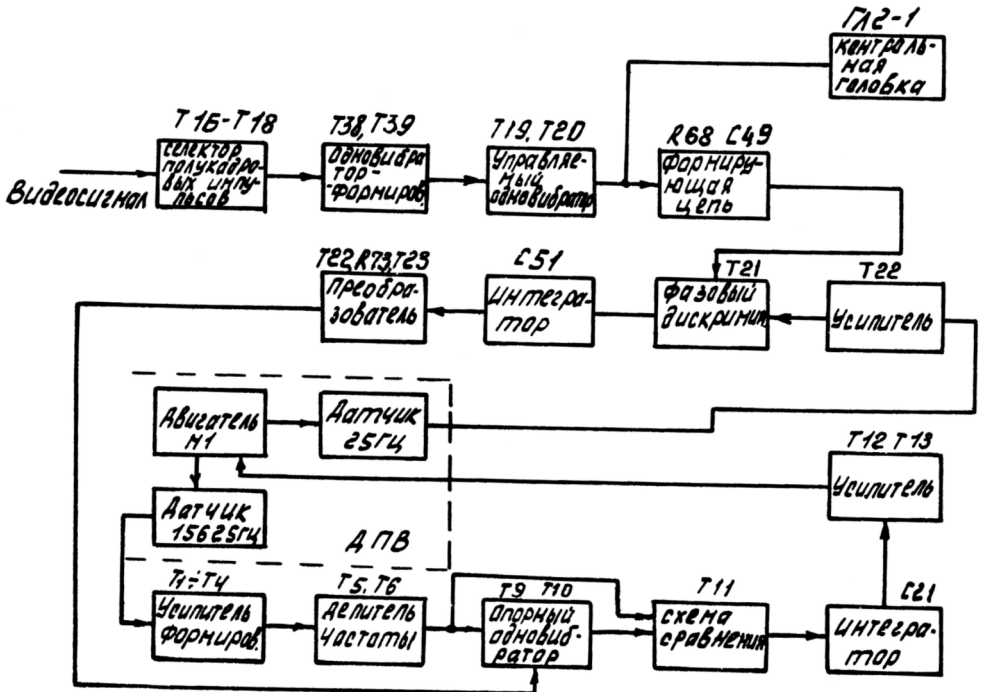 ГЛ2-1
контроль-
ная
головка
Т16-Т18
селектор
полукадро-
вых импу-
льсов
Видеосигнал
Т38, Т39
Одновибра-
тор-
формиров.
Т19, Т20
Управляе-
мый
одновибратр.
R68 С49
формиру-
ющая
цепь
Т22, R73, Т23
преобра-
зователь
С51
интегра-
тор
Т21
фазовый
дискримин.
Т22
Усилитель
Двигатель
М1
Датчик
25Гц
Датчик
15625Гц
ДПВ
Т12 Т13
Усилитель
Т1÷Т4
Усилитель
формиров.
Т5, Т6
делитель
частоты
Т9 Т10
Опорный
одновиб-
ратор
Т11
схема
сравнения
С21
интегра-
тор